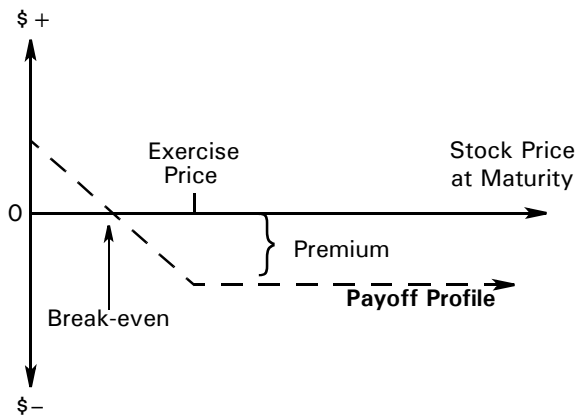 $ +
Exercise
Price
Stock Price
at Maturity
0
Premium
Payoff Profile
Break-even
$ –